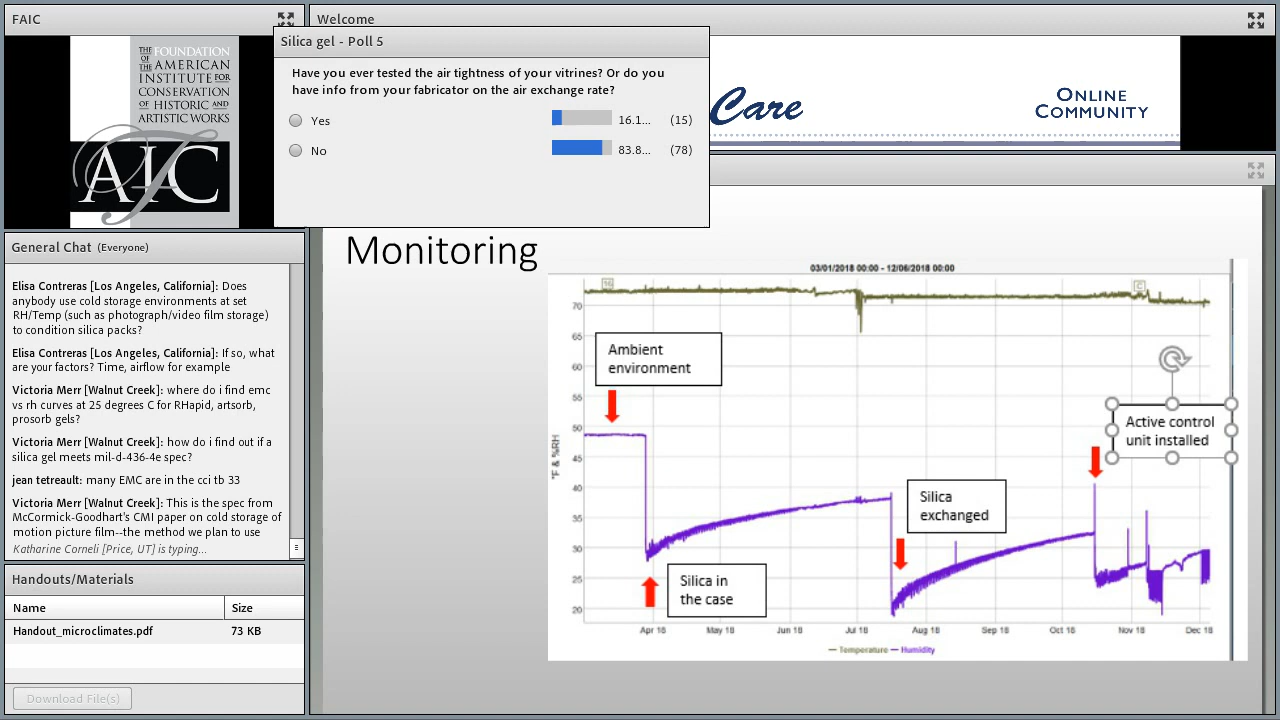 FAIC
THE FOUNDATION
OF THE
AMERICAN
INSTITUTE FOR
CONSERVATION
OF HISTORIC AND
ARTISTIC WORKS
AIC
Welcome
Care
ONLINE
COMMUNITY
Silica gel - Poll 5
Have you ever tested the air tightness of your vitrines? Or do you
have info from your fabricator on the air exchange rate?
Yes 16.1... (15)
No 83.8... (78)
General Chat (Everyone)
Elisa Contreras [Los Angeles, California]: Does
anybody use cold storage environments at set
RH/Temp (such as photograph/video film storage)
to condition silica packs?
Elisa Contreras [Los Angeles, California]: If so, what
are your factors? Time, airflow for example
Victoria Merr [Walnut Creek]: where do i find emc
vs rh curves at 25 degrees C for RHapid, artsorb,
prosorb gels?
Victoria Merr [Walnut Creek]: how do i find out if a
silica gel meets mil-d-436-4e spec?
jean tetreault: many EMC are in the cci tb 33
Victoria Merr [Walnut Creek]: This is the spec from
McCormick-Goodhart's CMI paper on cold storage of
motion picture film--the method we plan to use
Katharine Corneli [Price, UT] is typing...
Handouts/Materials
Name Size
Handout_microclimates.pdf 73 KB
Download File(s)
Monitoring
03/01/2018 00:00 - 12/06/2018 00:00
°F & %RH
70
65
60
55
50
45
40
35
30
25
20
C
Ambient
environment
Active control
unit installed
Silica
exchanged
Silica in
the case
Apr 18 May 18 Jun 18 Jul 18 Aug 18 Sep 18 Oct 18 Nov 18 Dec 18
Temperature Humidity